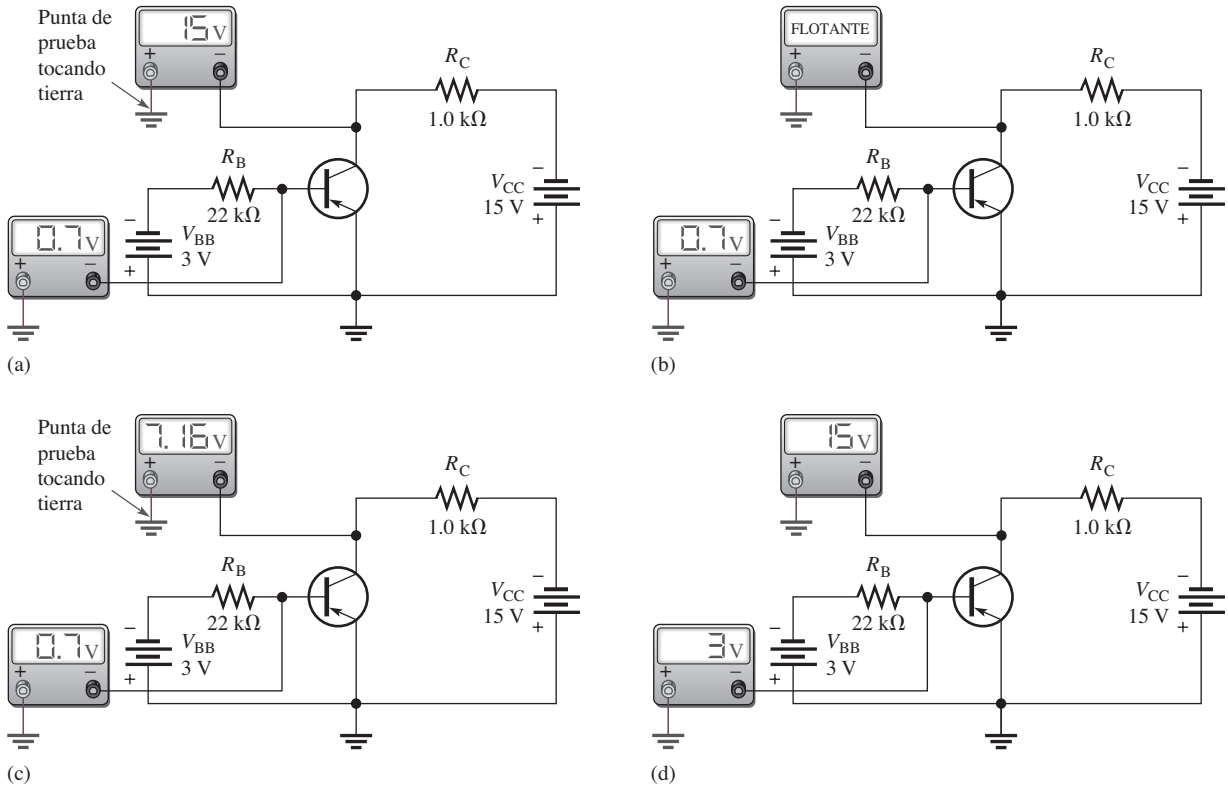 Punta de
prueba
tocando
tierra
15 V
+ −
R_C
1.0 kΩ
R_B
22 kΩ
−
V_CC
15 V
+
0.7 V
+ −
−
V_BB
3 V
+
(a)
FLOTANTE
+ −
R_C
1.0 kΩ
R_B
22 kΩ
−
V_CC
15 V
+
0.7 V
+ −
−
V_BB
3 V
+
(b)
Punta de
prueba
tocando
tierra
7.16 V
+ −
R_C
1.0 kΩ
R_B
22 kΩ
−
V_CC
15 V
+
0.7 V
+ −
−
V_BB
3 V
+
(c)
15 V
+ −
R_C
1.0 kΩ
R_B
22 kΩ
−
V_CC
15 V
+
3 V
+ −
−
V_BB
3 V
+
(d)